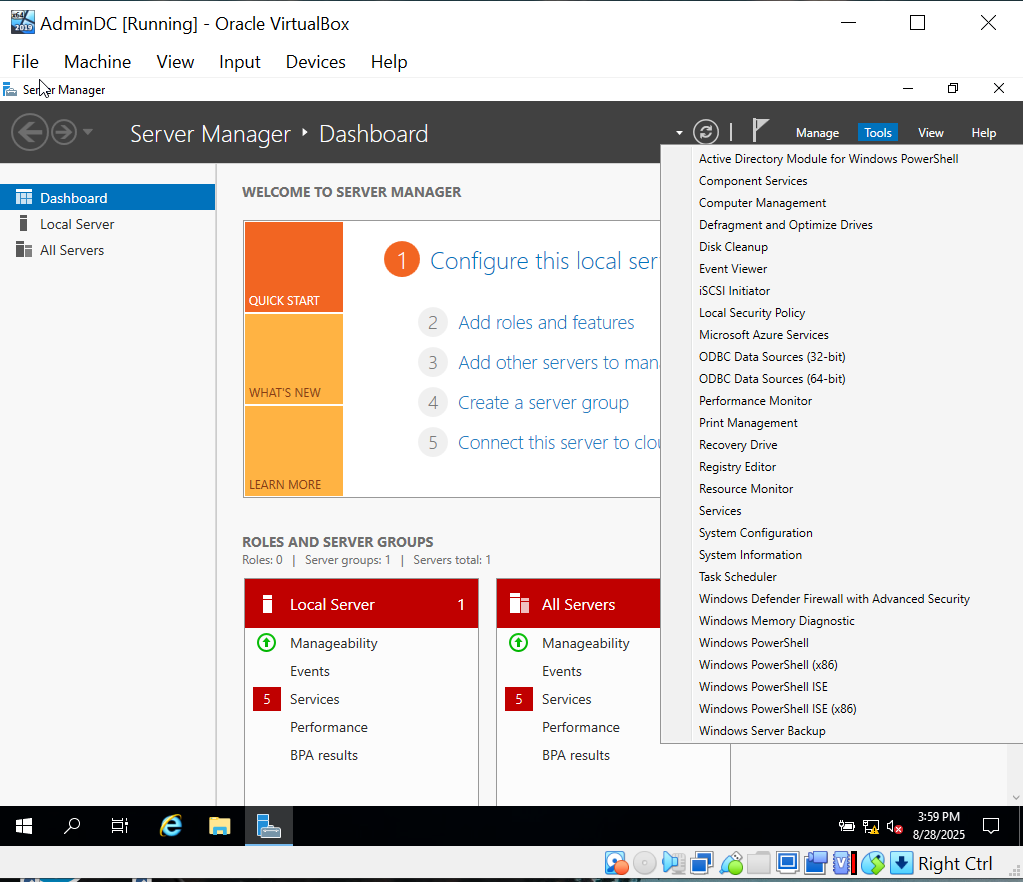 AdminDC [Running] - Oracle VirtualBox
File Machine View Input Devices Help
Server Manager
Server Manager Dashboard
Manage Tools View Help
Dashboard
Local Server
All Servers
WELCOME TO SERVER MANAGER
QUICK START
WHAT'S NEW
LEARN MORE
1 Configure this local ser
2 Add roles and features
3 Add other servers to man
4 Create a server group
5 Connect this server to clou
ROLES AND SERVER GROUPS
Roles: 0 | Server groups: 1 | Servers total: 1
Local Server 1
Manageability
Events
5 Services
Performance
BPA results
All Servers
Manageability
Events
5 Services
Performance
BPA results
Active Directory Module for Windows PowerShell
Component Services
Computer Management
Defragment and Optimize Drives
Disk Cleanup
Event Viewer
iSCSI Initiator
Local Security Policy
Microsoft Azure Services
ODBC Data Sources (32-bit)
ODBC Data Sources (64-bit)
Performance Monitor
Print Management
Recovery Drive
Registry Editor
Resource Monitor
Services
System Configuration
System Information
Task Scheduler
Windows Defender Firewall with Advanced Security
Windows Memory Diagnostic
Windows PowerShell
Windows PowerShell (x86)
Windows PowerShell ISE
Windows PowerShell ISE (x86)
Windows Server Backup
3:59 PM
8/28/2025
Right Ctrl